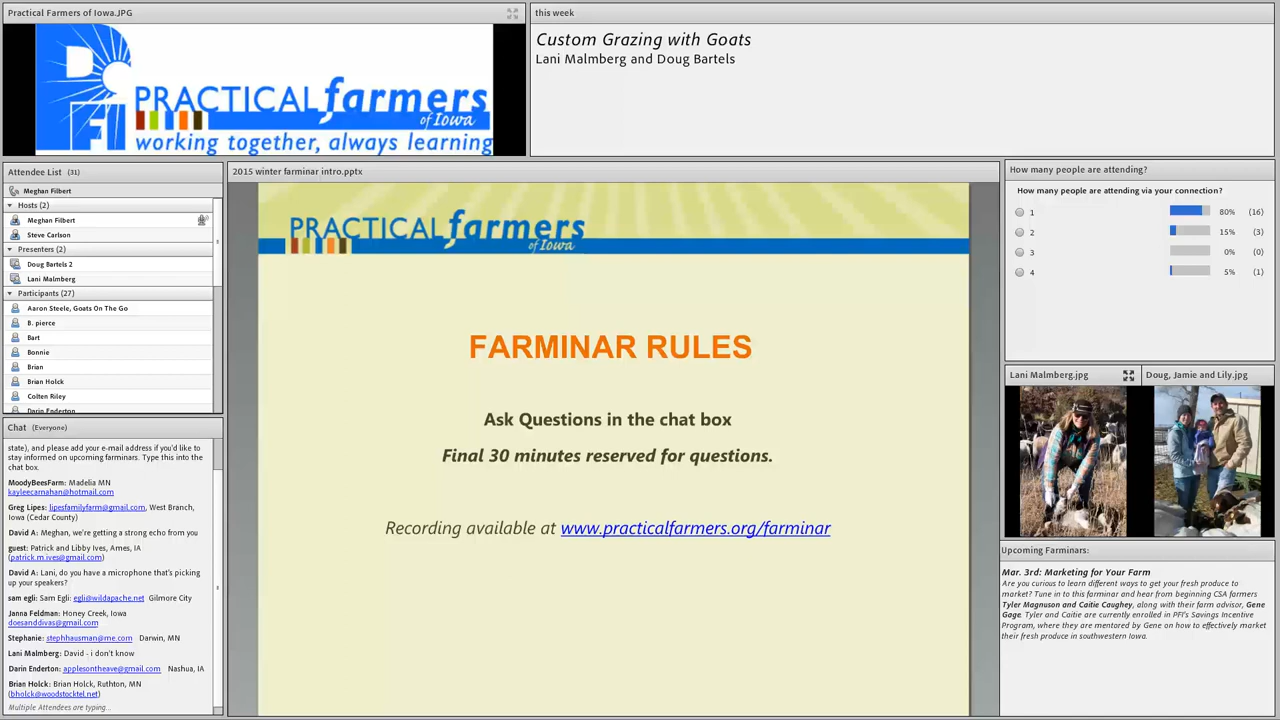 Practical Farmers of Iowa.JPG
PRACTICAL farmers
of Iowa
PFI
working together, always learning
this week
Custom Grazing with Goats
Lani Malmberg and Doug Bartels
Attendee List (31)
Meghan Filbert
Hosts (2)
Meghan Filbert
Steve Carlson
Presenters (2)
Doug Bartels 2
Lani Malmberg
Participants (27)
Aaron Steele, Goats On The Go
B. pierce
Bart
Bonnie
Brian
Brian Holck
Colten Riley
Darin Enderton
Chat (Everyone)
state), and please add your e-mail address if you'd like to
stay informed on upcoming farminars. Type this into the
chat box.
MoodyBeesFarm: Madelia MN
kayleecarnahan@hotmail.com
Greg Lipes: lipesfamilyfarm@gmail.com, West Branch,
Iowa (Cedar County)
David A: Meghan, we're getting a strong echo from you
guest: Patrick and Libby Ives, Ames, IA
(patrick.m.ives@gmail.com)
David A: Lani, do you have a microphone that's picking
up your speakers?
sam egli: Sam Egli: egli@wildapache.net Gilmore City
Janna Feldman: Honey Creek, Iowa
doesanddivas@gmail.com
Stephanie: stephhausman@me.com Darwin, MN
Lani Malmberg: David - i don't know
Darin Enderton: applesontheave@gmail.com Nashua, IA
Brian Holck: Brian Holck, Ruthton, MN
(bholck@woodstocktel.net)
Multiple Attendees are typing...
2015 winter farminar intro.pptx
PRACTICAL farmers
of Iowa
FARMINAR RULES
Ask Questions in the chat box
Final 30 minutes reserved for questions.
Recording available at www.practicalfarmers.org/farminar
How many people are attending?
How many people are attending via your connection?
1 80% (16)
2 15% (3)
3 0% (0)
4 5% (1)
Lani Malmberg.jpg
Doug, Jamie and Lily.jpg
Upcoming Farminars:
Mar. 3rd: Marketing for Your Farm
Are you curious to learn different ways to get your fresh produce to
market? Tune in to this farminar and hear from beginning CSA farmers
Tyler Magnuson and Caitie Caughey, along with their farm advisor, Gene
Gage. Tyler and Caitie are currently enrolled in PFI's Savings Incentive
Program, where they are mentored by Gene on how to effectively market
their fresh produce in southwestern Iowa.